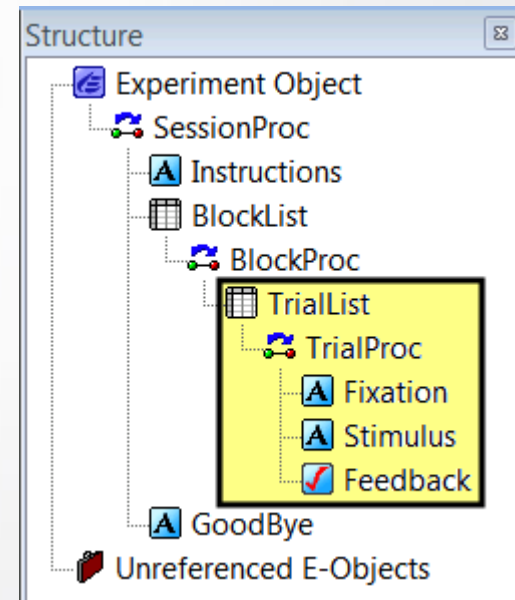 Structure
Experiment Object
SessionProc
Instructions
BlockList
BlockProc
TrialList
TrialProc
Fixation
Stimulus
Feedback
GoodBye
Unreferenced E-Objects